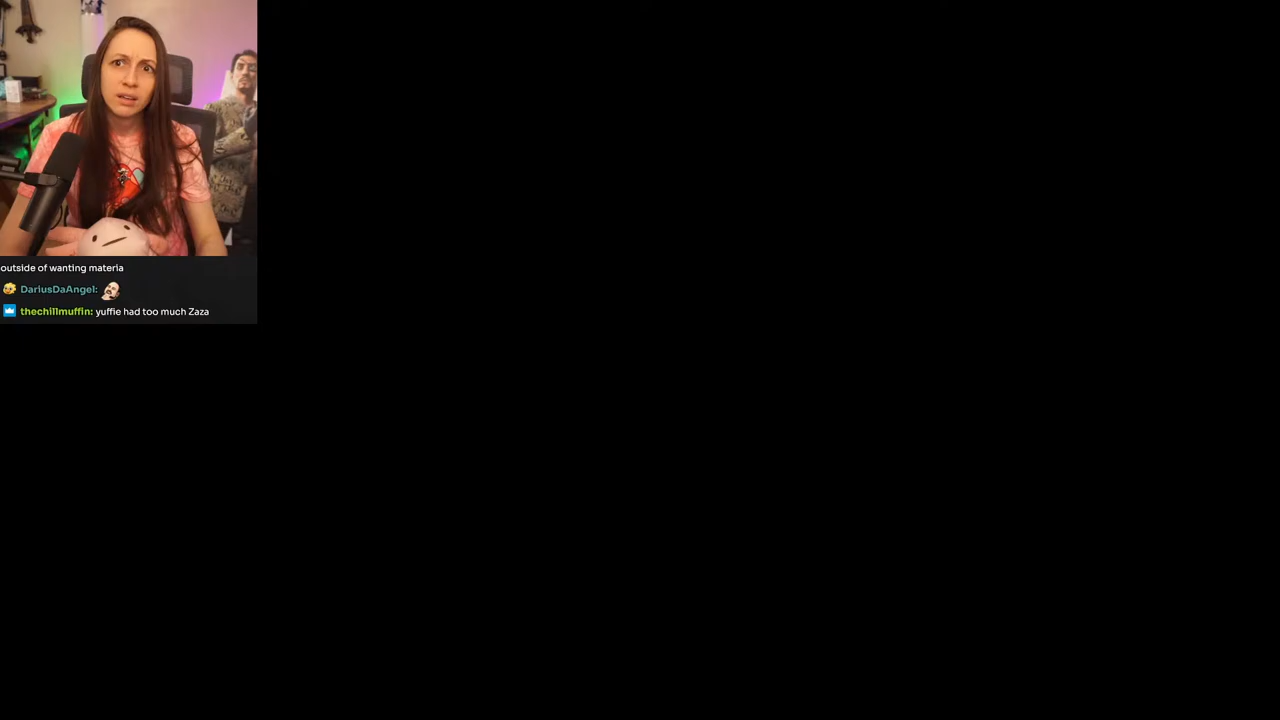 outside of wanting materia
DariusDaAngel:
thechillmuffin: yuffie had too much Zaza